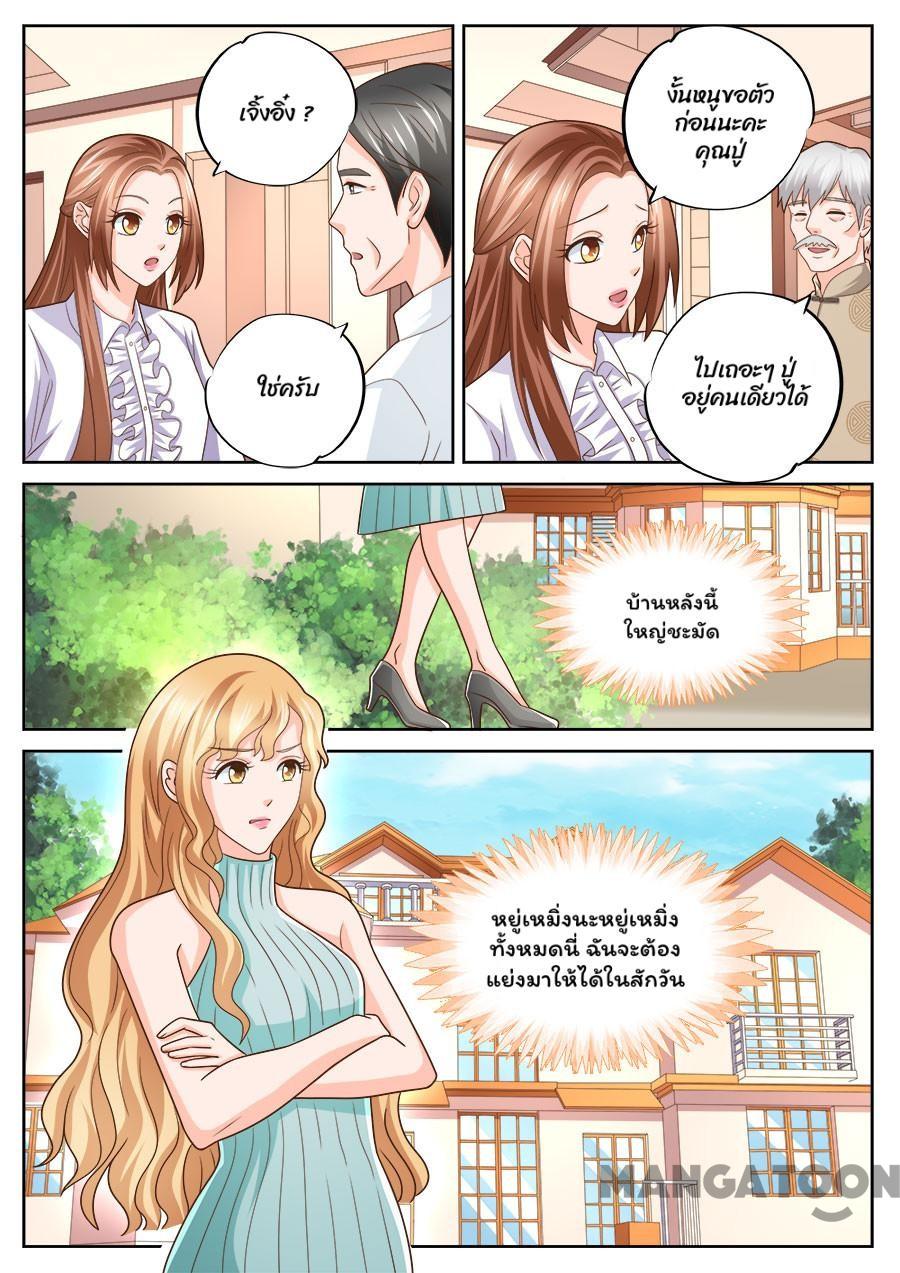 เจิ้งอิ๋ง ?
ใช่ครับ
งั้นหนูขอตัว
ก่อนนะคะ
คุณปู่
ไปเถอะๆ ปู่
อยู่คนเดียวได้
บ้านหลังนี้
ใหญ่ชะมัด
หยู่เหมิ่งนะหยู่เหมิ่ง
ทั้งหมดนี่ ฉันจะต้อง
แย่งมาให้ได้ในสักวัน
MANGATOON